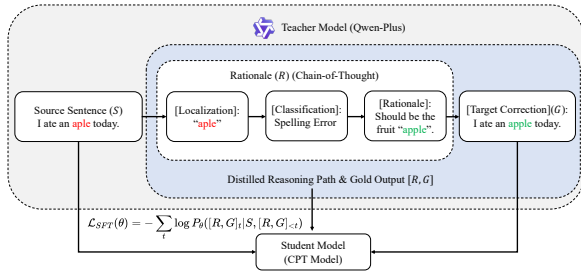 Teacher Model (Qwen-Plus)
Rationale (R) (Chain-of-Thought)
Source Sentence (S)
I ate an aple today.
[Localization]:
“aple”
[Classification]:
Spelling Error
[Rationale]:
Should be the
fruit “apple”.
[Target Correction](G):
I ate an apple today.
Distilled Reasoning Path & Gold Output [R, G]
ℒ_{SFT}(θ) = −∑_t log P_θ([R, G]_t|S, [R, G]_{<t})
Student Model
(CPT Model)